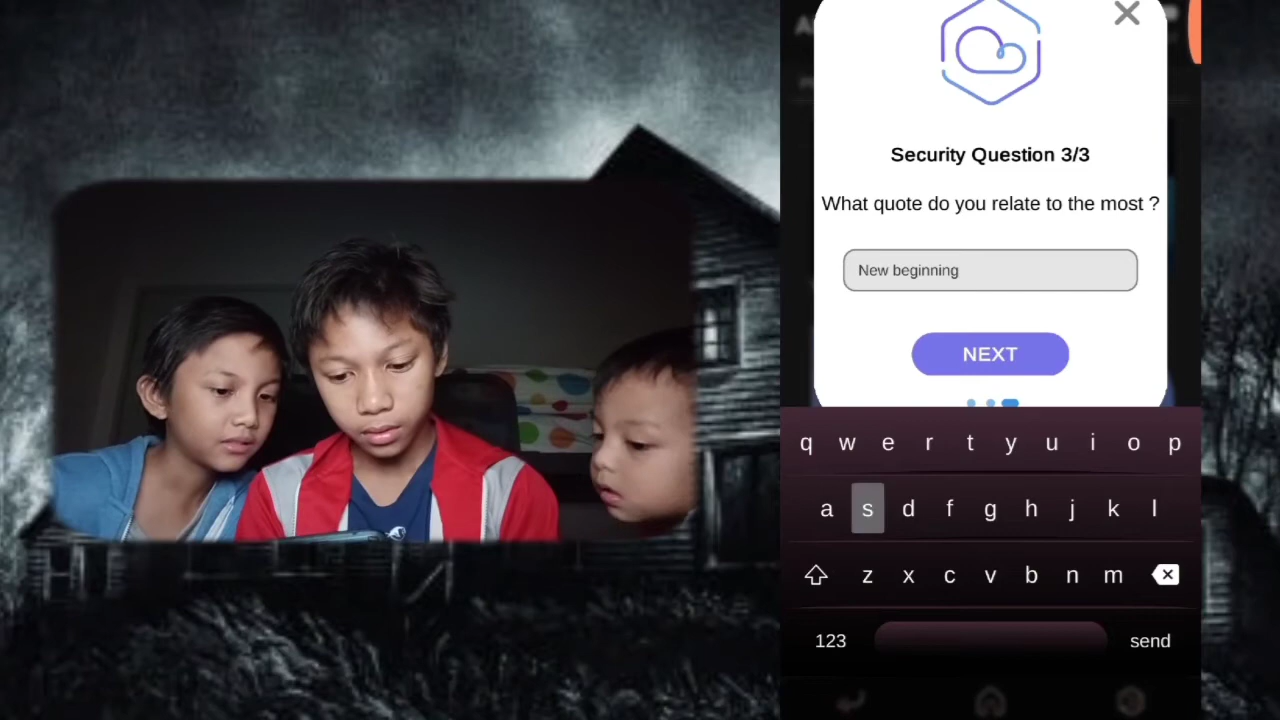 Security Question 3/3
What quote do you relate to the most ?
New beginning
NEXT
q w e r t y u i o p
a s d f g h j k l
z x c v b n m
123 send